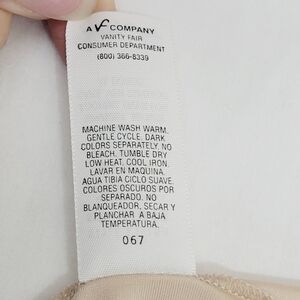 A VF COMPANY
VANITY FAIR
CONSUMER DEPARTMENT
(800) 366-8339
MACHINE WASH WARM,
GENTLE CYCLE. DARK
COLORS SEPARATELY. NO
BLEACH, TUMBLE DRY
LOW HEAT, COOL IRON.
LAVAR EN MAQUINA.
AGUA TIBIA CICLO SUAVE,
COLORES OSCUROS POR
SEPARADO. NO
BLANQUEADOR, SECAR Y
PLANCHAR A BAJA
TEMPERATURA.
067